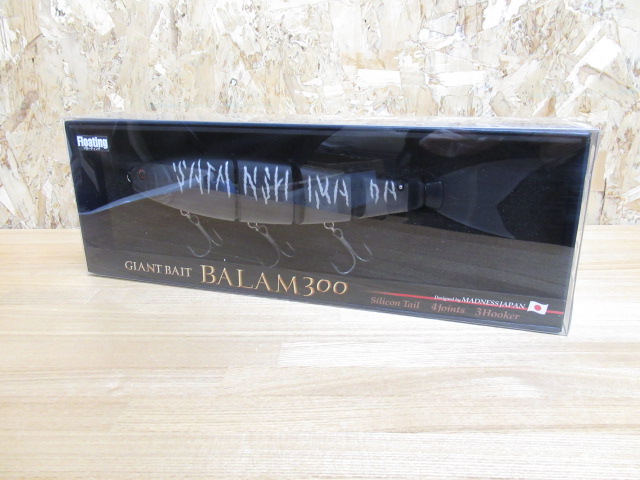 Floating
GIANT BAIT BALAM300
Designed by MADNESS JAPAN
Silicon Tail 4Joints 3Hooker